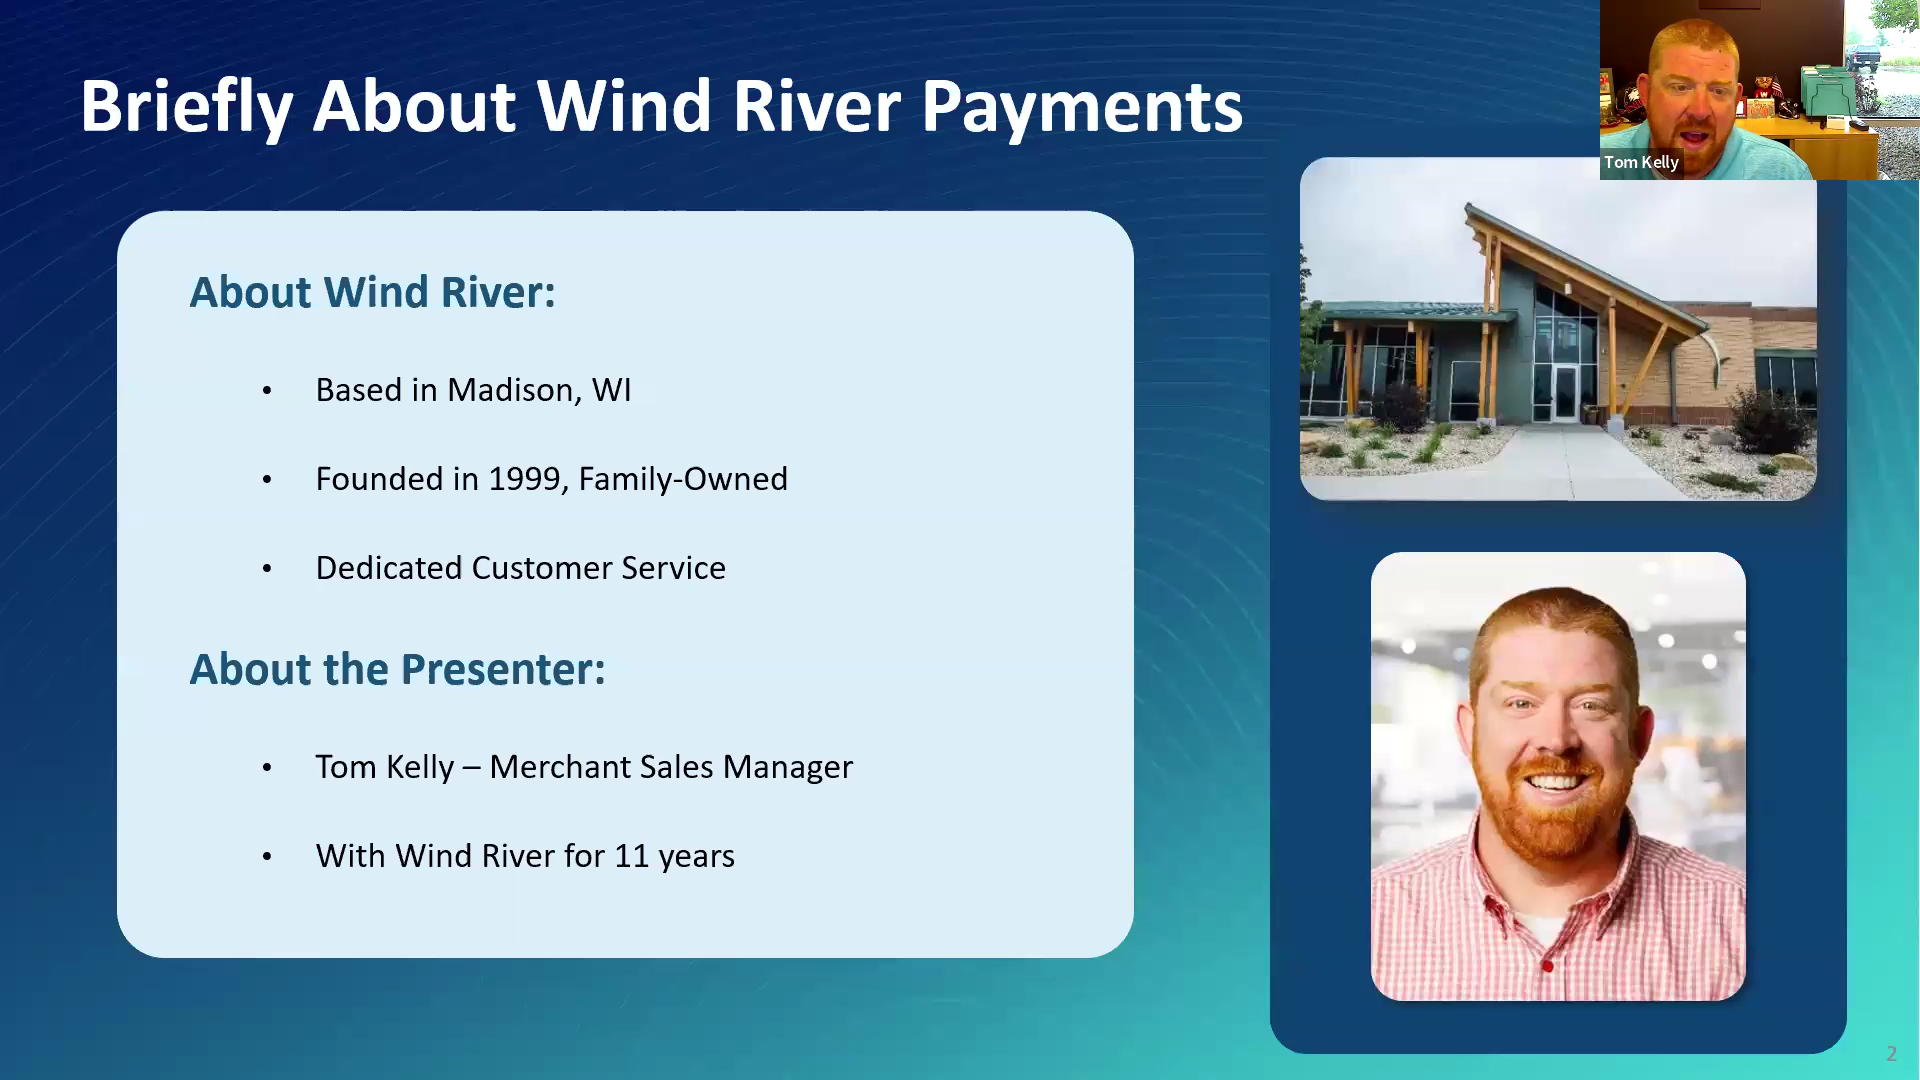 Briefly About Wind River Payments
Tom Kelly
About Wind River:
• Based in Madison, WI
• Founded in 1999, Family-Owned
• Dedicated Customer Service
About the Presenter:
• Tom Kelly – Merchant Sales Manager
• With Wind River for 11 years
2